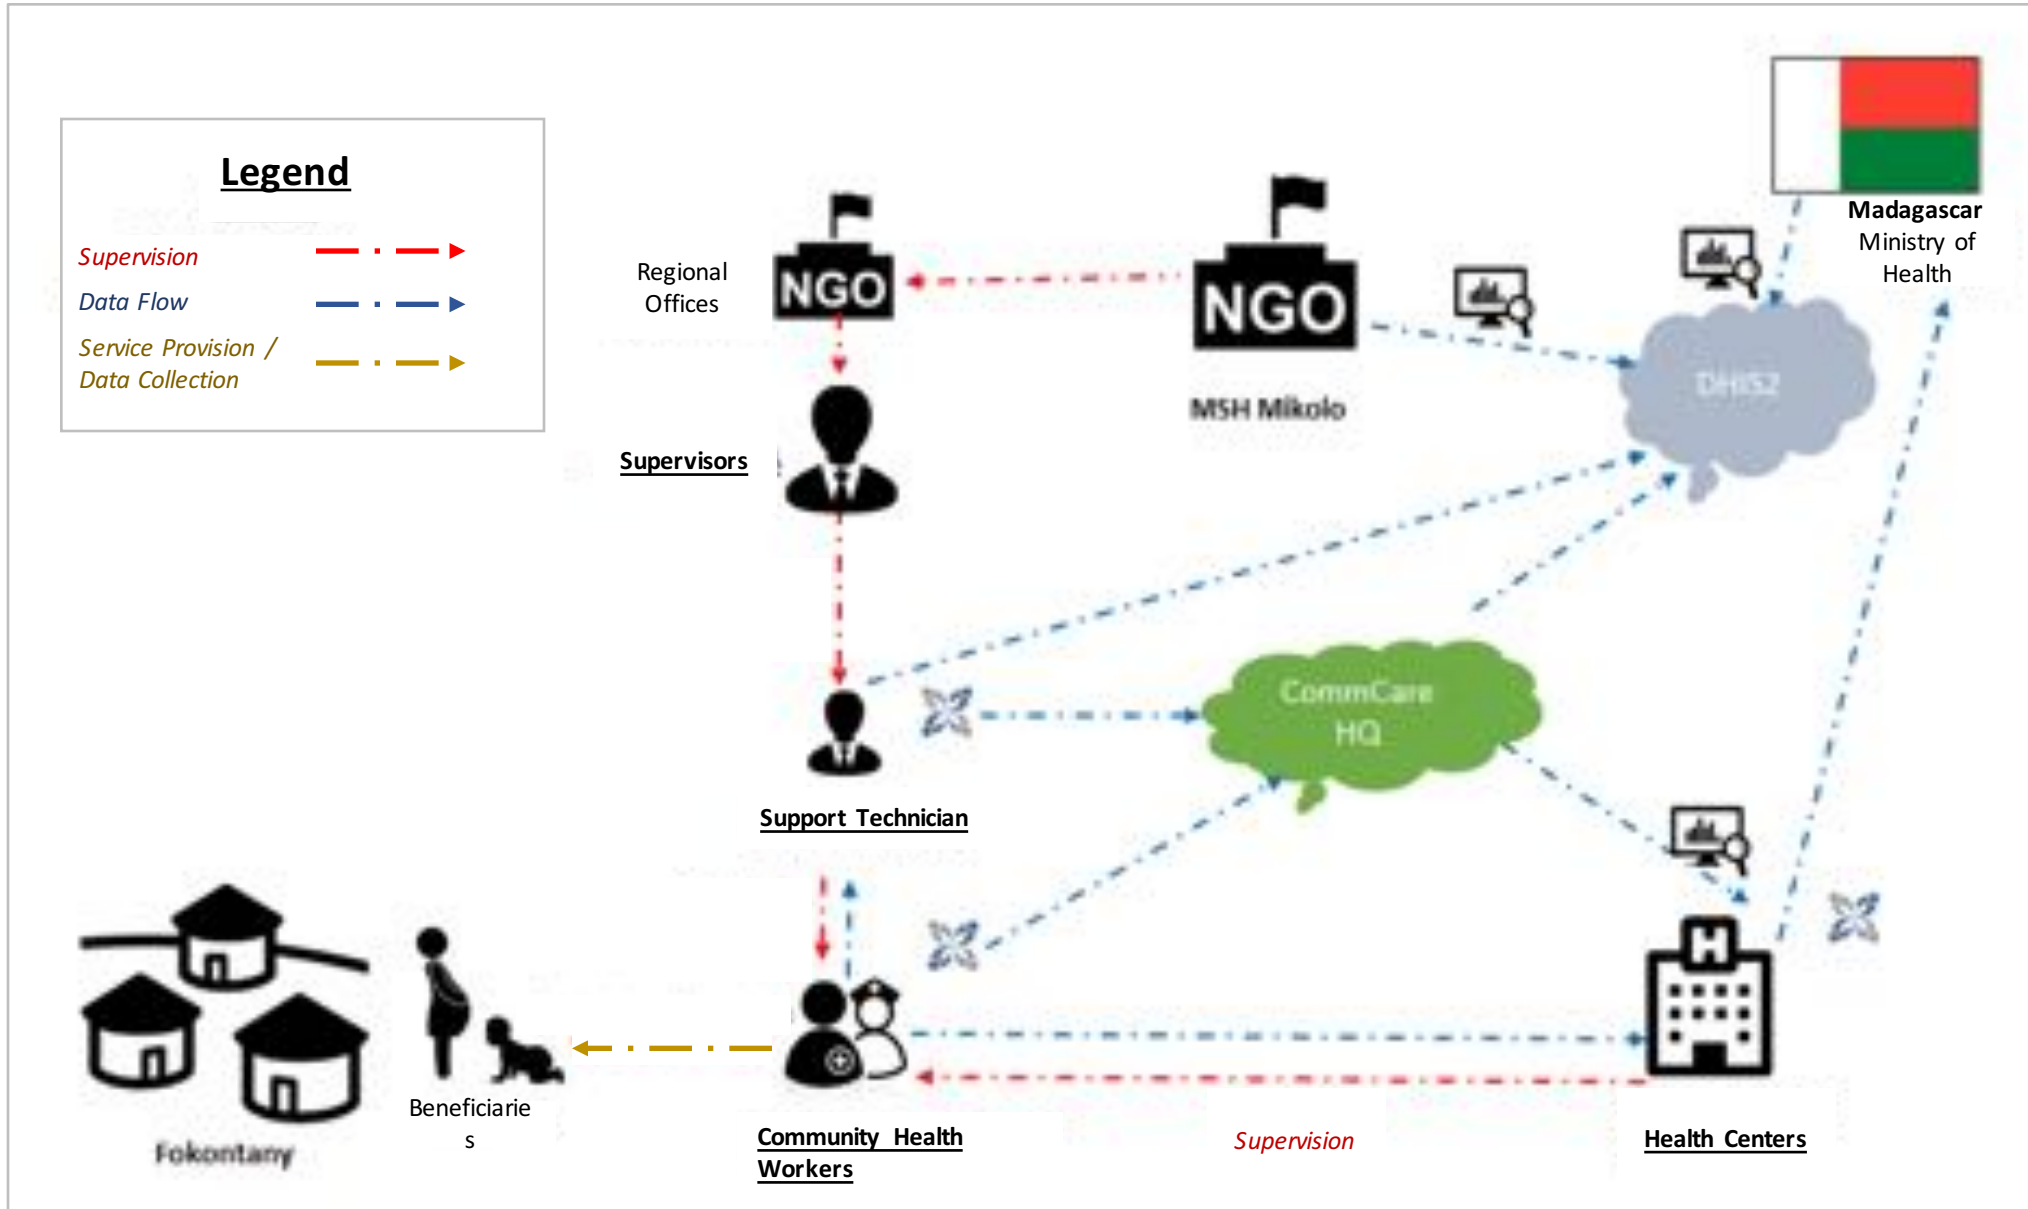 Legend
Supervision
Data Flow
Service Provision /
Data Collection
Regional
Offices
NGO
NGO
MSH Mikolo
Madagascar
Ministry of
Health
DHIS2
Supervisors
CommCare
HQ
Support Technician
H
Beneficiarie
s
Fokontany
Community Health
Workers
Supervision
Health Centers